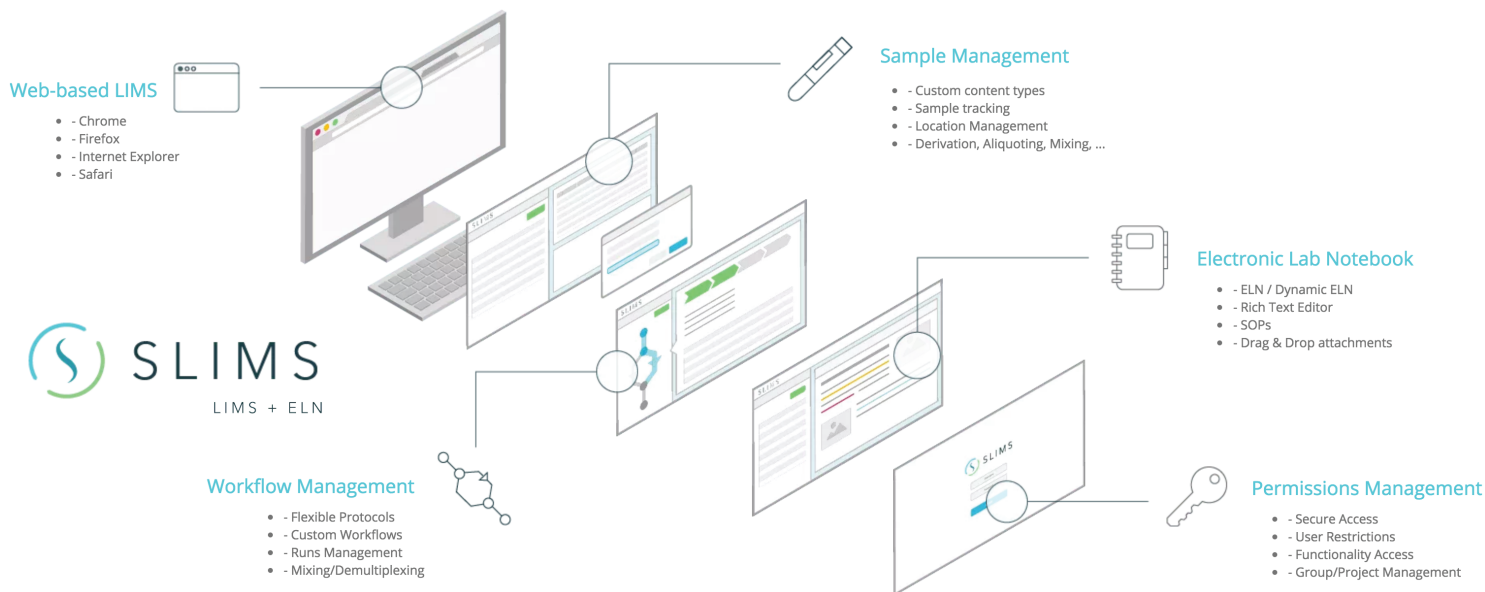 Web-based LIMS
- Chrome
- Firefox
- Internet Explorer
- Safari
Sample Management
- Custom content types
- Sample tracking
- Location Management
- Derivation, Aliquoting, Mixing, ...
SLIMS
SLIMS
SLIMS
Electronic Lab Notebook
- ELN / Dynamic ELN
- Rich Text Editor
- SOPs
- Drag & Drop attachments
SLIMS
LIMS + ELN
SLIMS
Workflow Management
- Flexible Protocols
- Custom Workflows
- Runs Management
- Mixing/Demultiplexing
Permissions Management
- Secure Access
- User Restrictions
- Functionality Access
- Group/Project Management